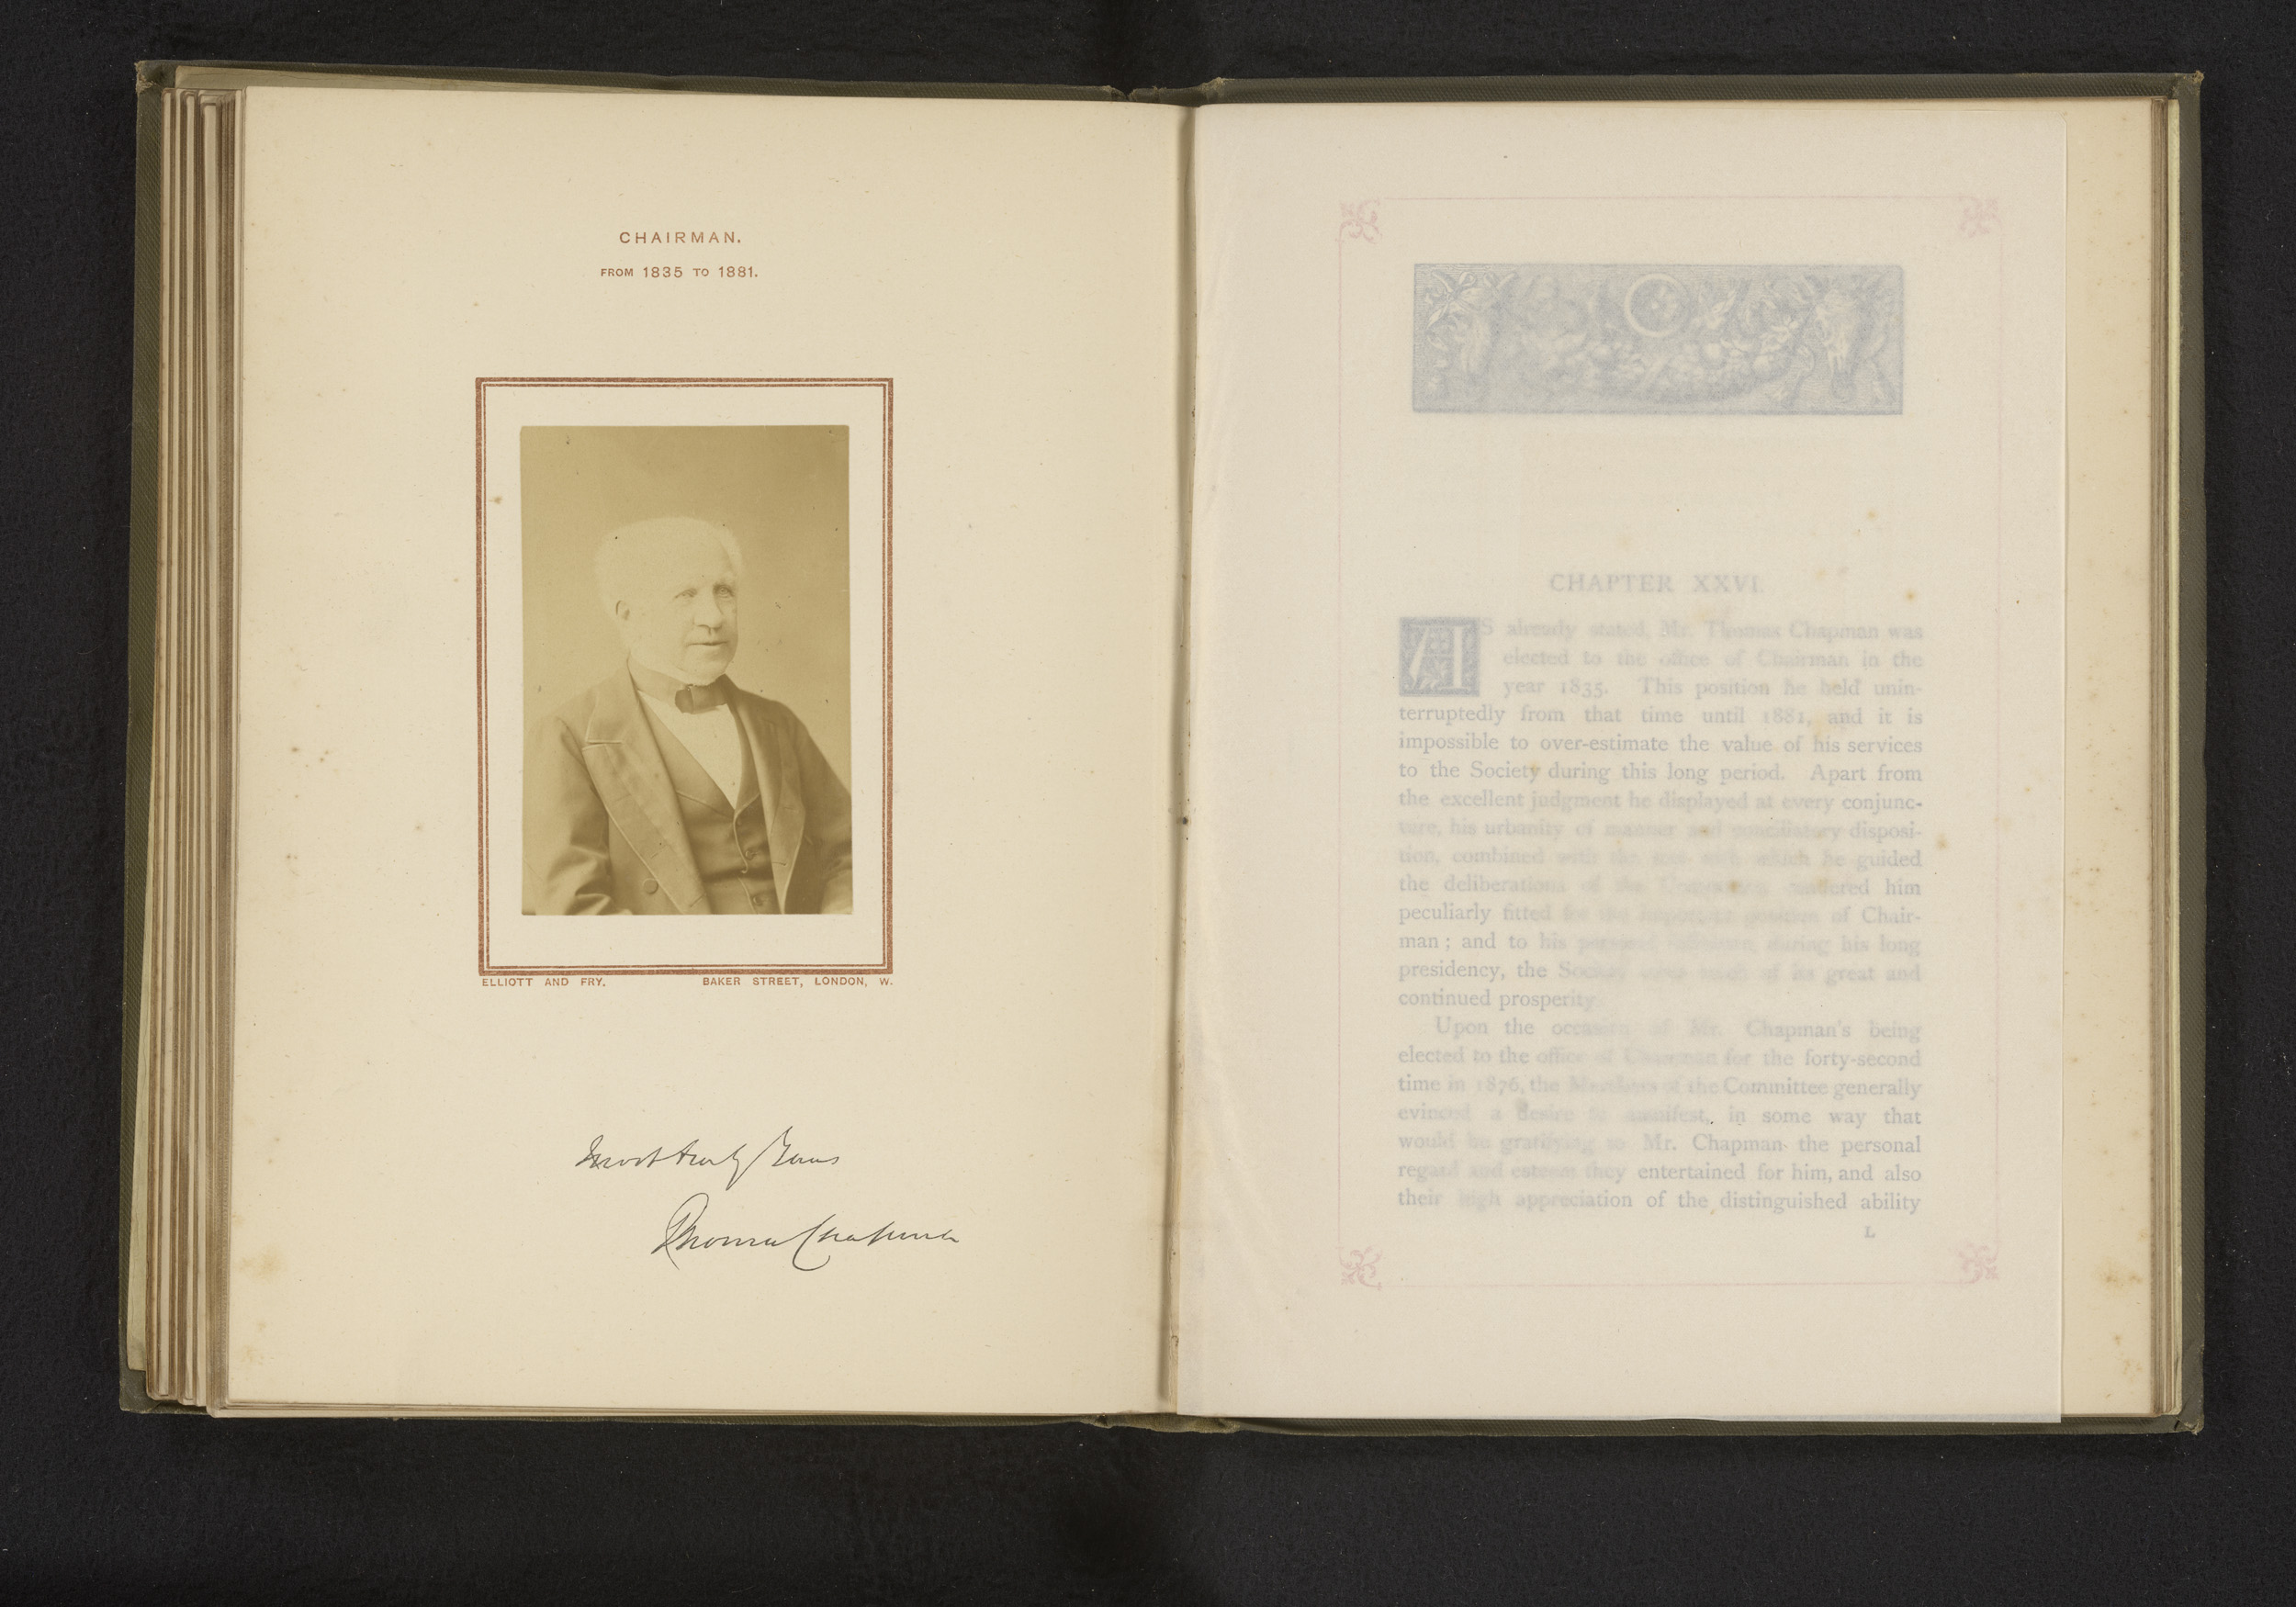 CHAIRMAN.
FROM 1835 TO 1881.
ELLIOTT AND FRY. BAKER STREET, LONDON, W.
Most truly Yours
Thomas Chapman
CHAPTER XXVI.
AS already stated, Mr. Thomas Chapman was
elected to the office of Chairman in the
year 1835. This position he held unin-
terruptedly from that time until 1881, and it is
impossible to over-estimate the value of his services
to the Society during this long period. Apart from
the excellent judgment he displayed at every conjunc-
ture, his urbanity of manner and conciliatory disposi-
tion, combined with the tact with which he guided
the deliberations of the Committee, rendered him
peculiarly fitted for the important position of Chair-
man; and to his personal influence, during his long
presidency, the Society owes much of its great and
continued prosperity.
Upon the occasion of Mr. Chapman's being
elected to the office of Chairman for the forty-second
time in 1876, the Members of the Committee generally
evinced a desire to manifest, in some way that
would be gratifying to Mr. Chapman the personal
regard and esteem they entertained for him, and also
their high appreciation of the distinguished ability
L